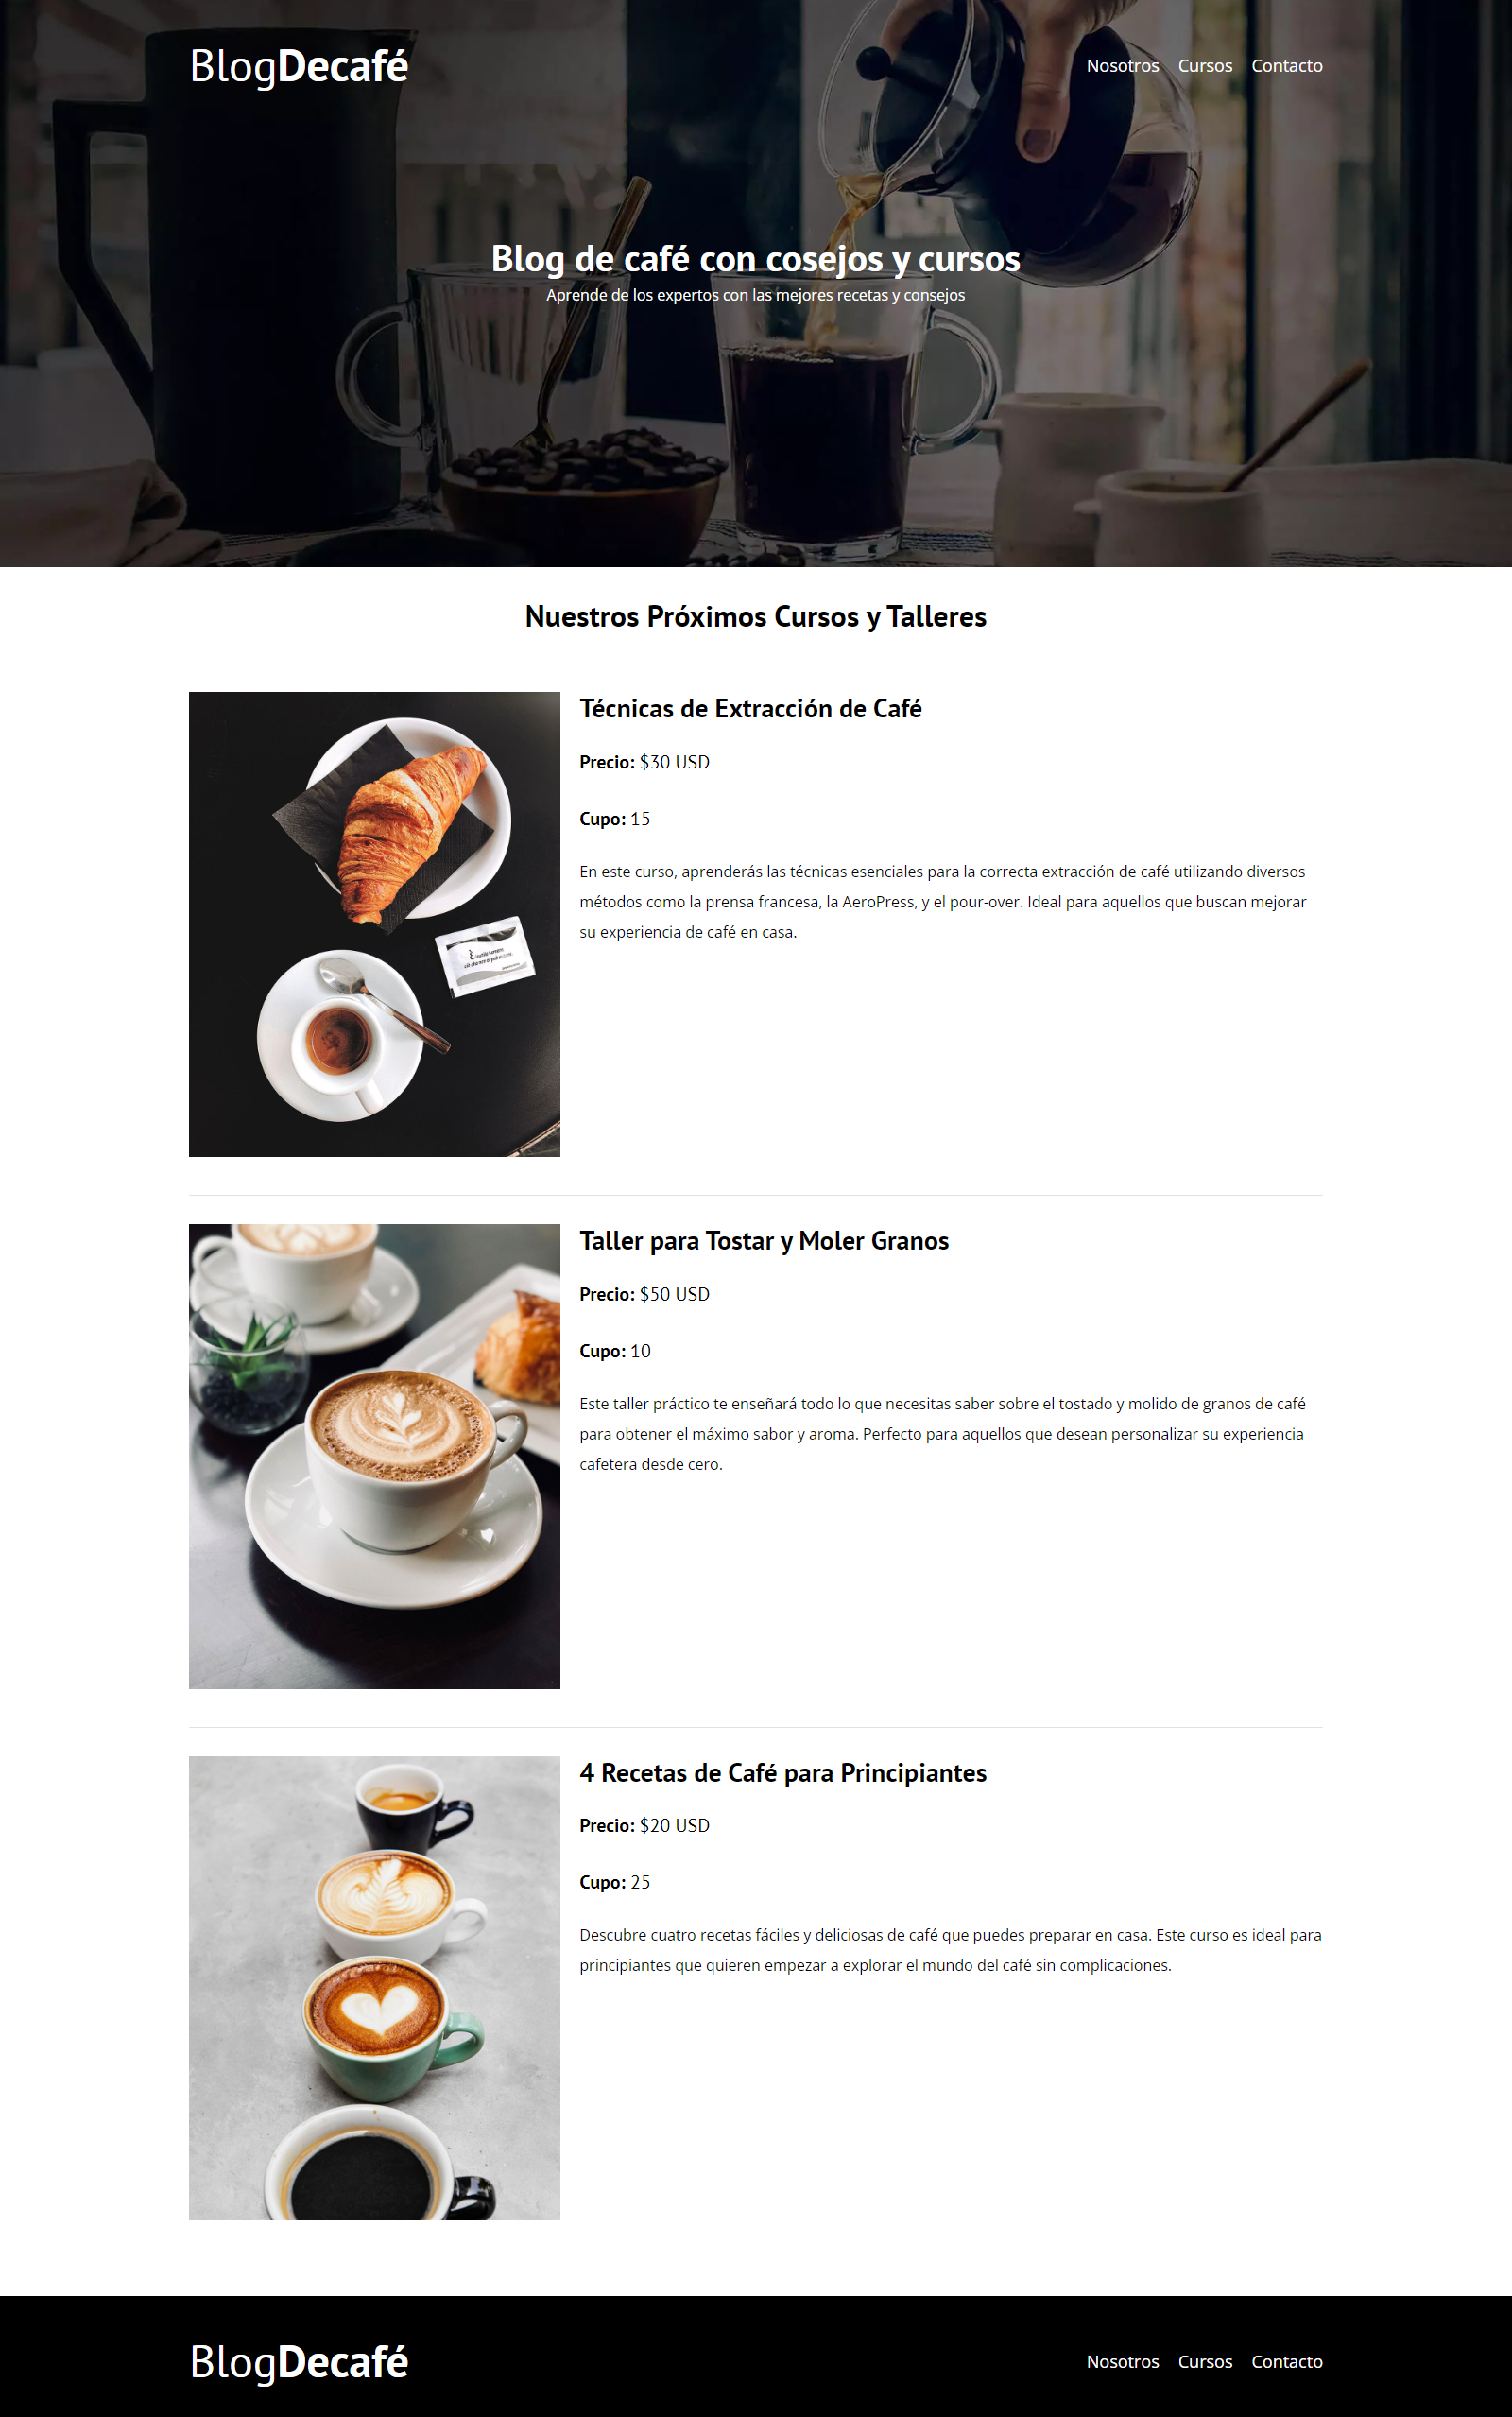 BlogDecafé
Nosotros Cursos Contacto
Blog de café con cosejos y cursos
Aprende de los expertos con las mejores recetas y consejos
Nuestros Próximos Cursos y Talleres
Técnicas de Extracción de Café
Precio: $30 USD
Cupo: 15
En este curso, aprenderás las técnicas esenciales para la correcta extracción de café utilizando diversos
métodos como la prensa francesa, la AeroPress, y el pour-over. Ideal para aquellos que buscan mejorar
su experiencia de café en casa.
Taller para Tostar y Moler Granos
Precio: $50 USD
Cupo: 10
Este taller práctico te enseñará todo lo que necesitas saber sobre el tostado y molido de granos de café
para obtener el máximo sabor y aroma. Perfecto para aquellos que desean personalizar su experiencia
cafetera desde cero.
4 Recetas de Café para Principiantes
Precio: $20 USD
Cupo: 25
Descubre cuatro recetas fáciles y deliciosas de café que puedes preparar en casa. Este curso es ideal para
principiantes que quieren empezar a explorar el mundo del café sin complicaciones.
BlogDecafé
Nosotros Cursos Contacto